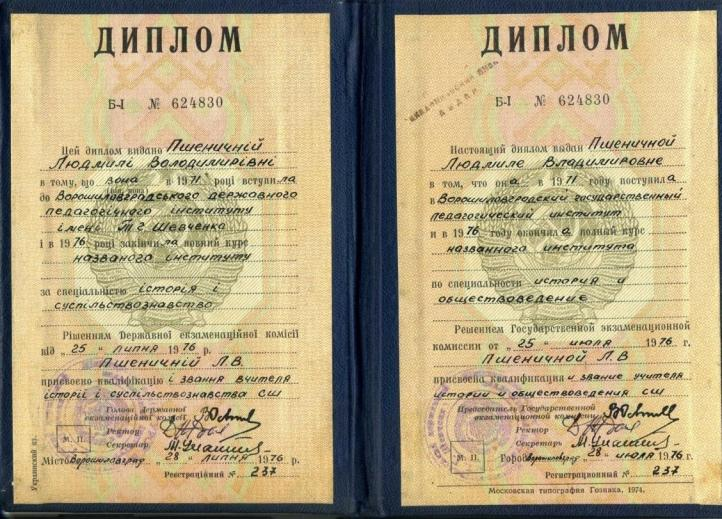 ДИПЛОМ
Б-I № 624830
Цей диплом видано Пшеничній
Людмилі Володимирівні
в тому, що вона в 1971 році вступила
(він, вона)
до Ворошиловградського державного
педагогічного інституту
імені Т.Г. Шевченка
і в 1976 році закінчила повний курс
названого інституту
за спеціальністю історія і
суспільствознавство
Рішенням Державної екзаменаційної комісії
від „25“ липня 1976 р.
Пшеничній Л.В.
присвоєно кваліфікацію і звання вчителя
історії і суспільствознавства СШ
Голова Державної
екзаменаційної комісії
Ректор
Секретар
М. П.
Місто Ворошиловград „28“ липня 1976 р.
Реєстраційний № 237
Украинский яз.
ДИПЛОМ
Б-I № 624830
Настоящий диплом выдан Пшеничной
Людмиле Владимировне
в том, что она в 1971 году поступила
в Ворошиловградский государственный
педагогический институт
и в 1976 году окончила полный курс
названного института
по специальности история и
обществоведение
Решением Государственной экзаменационной
комиссии от „25“ июля 1976 г.
Пшеничной Л.В
присвоена квалификация и звание учителя
истории и обществоведения СШ
Председатель Государственной
экзаменационной комиссии
Ректор
Секретарь
М. П.
Город Ворошиловград „28“ июля 1976 г.
Регистрационный № 237
Московская типография Гознака. 1974.